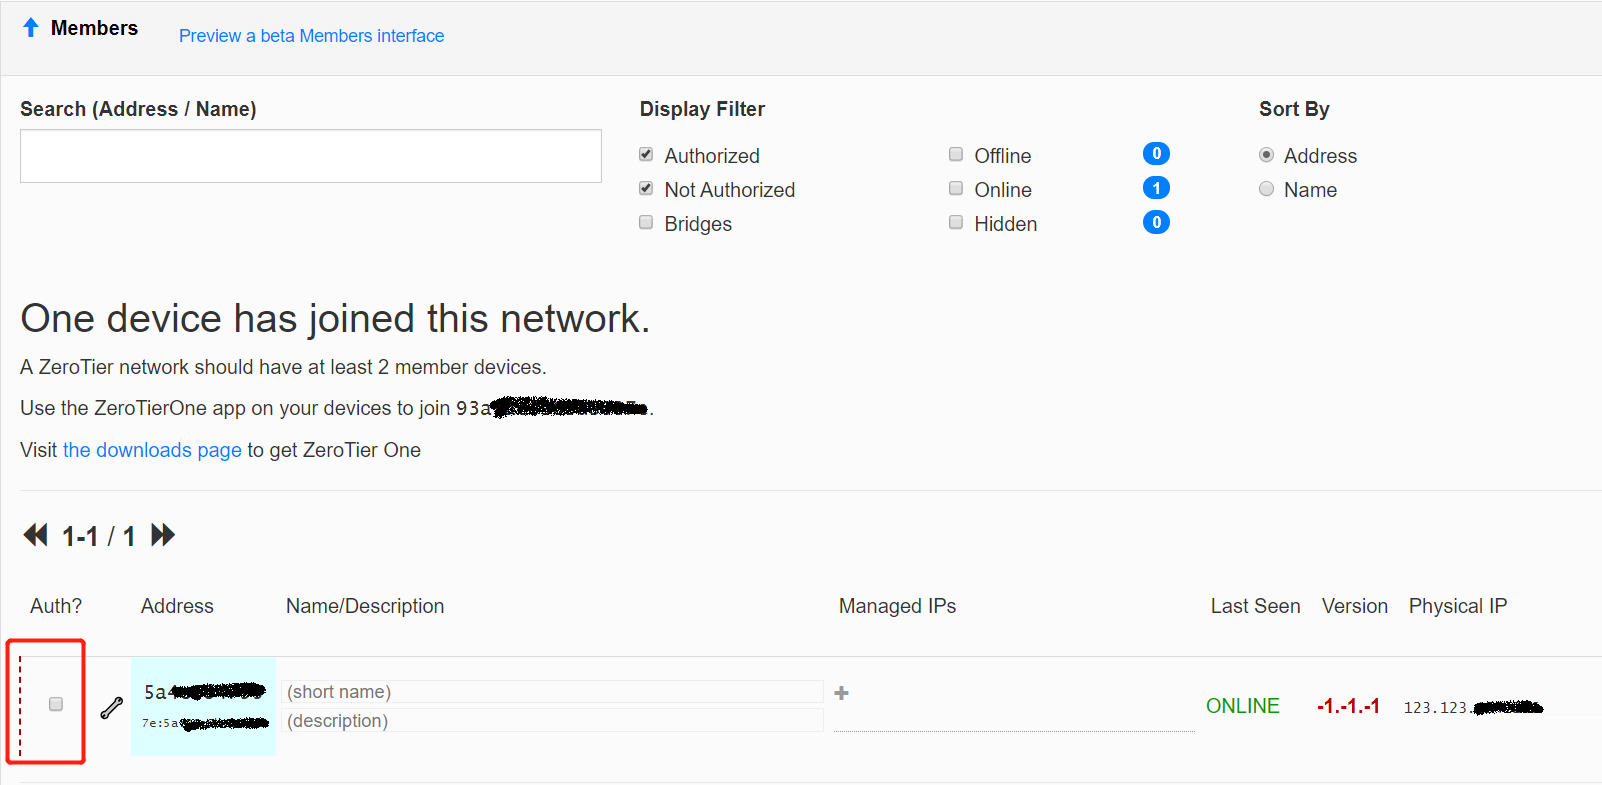 Members
Preview a beta Members interface
Search (Address / Name)
Display Filter
Sort By
Authorized
Offline
0
Address
Not Authorized
Online
1
Name
Bridges
Hidden
0
One device has joined this network.
A ZeroTier network should have at least 2 member devices.
Use the ZeroTierOne app on your devices to join 93a
Visit the downloads page to get ZeroTier One
1-1 / 1
Auth? Address Name/Description Managed IPs Last Seen Version Physical IP
5a
(short name)
+
7e:5a
(description)
ONLINE
-1.-1.-1
123.123.